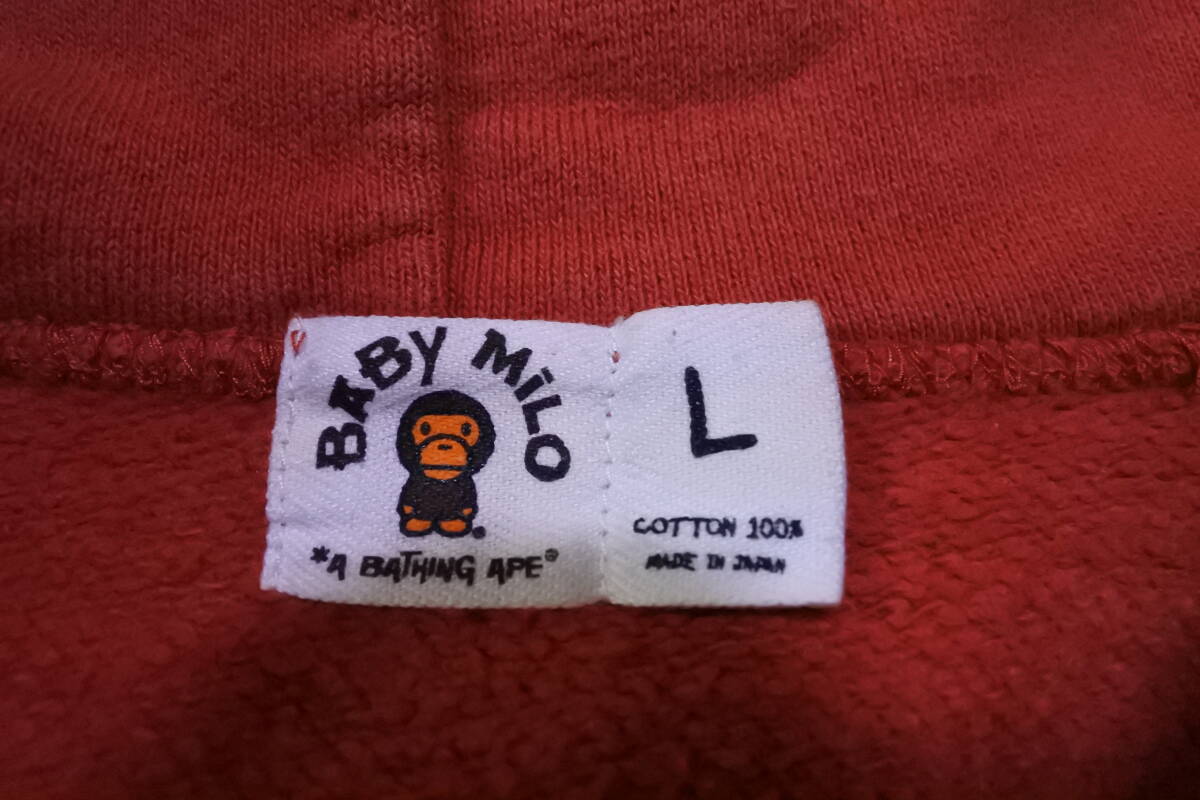 BABY MiLO
*A BATHING APE®
L
COTTON 100%
MADE IN JAPAN